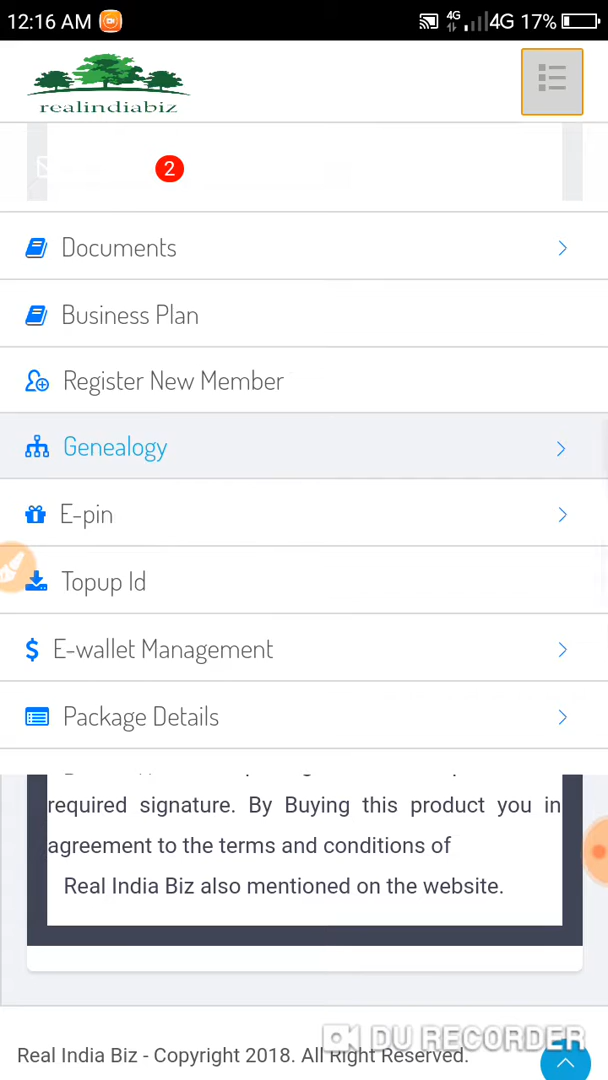 12:16 AM
4G
4G 17%
realindiabiz
2
Documents
Business Plan
Register New Member
Genealogy
E-pin
Topup Id
E-wallet Management
Package Details
required signature. By Buying this product you in
agreement to the terms and conditions of
Real India Biz also mentioned on the website.
DU RECORDER
Real India Biz - Copyright 2018. All Right Reserved.